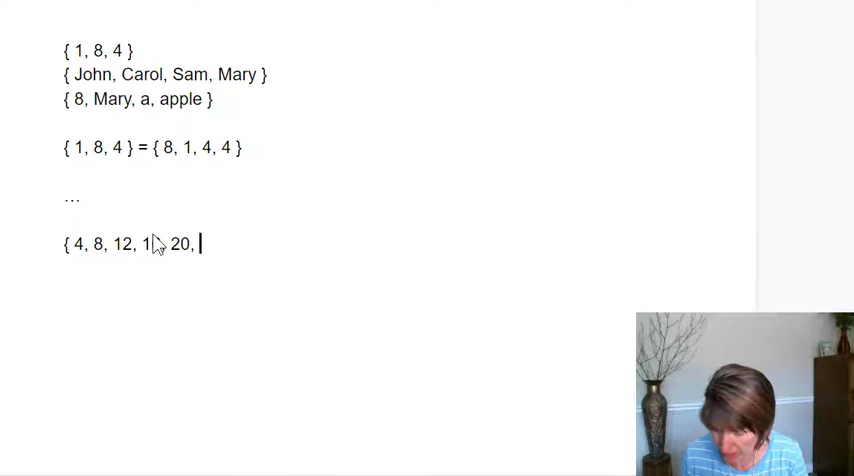 { 1, 8, 4 }
{ John, Carol, Sam, Mary }
{ 8, Mary, a, apple }
{ 1, 8, 4 } = { 8, 1, 4, 4 }
…
{ 4, 8, 12, 20,